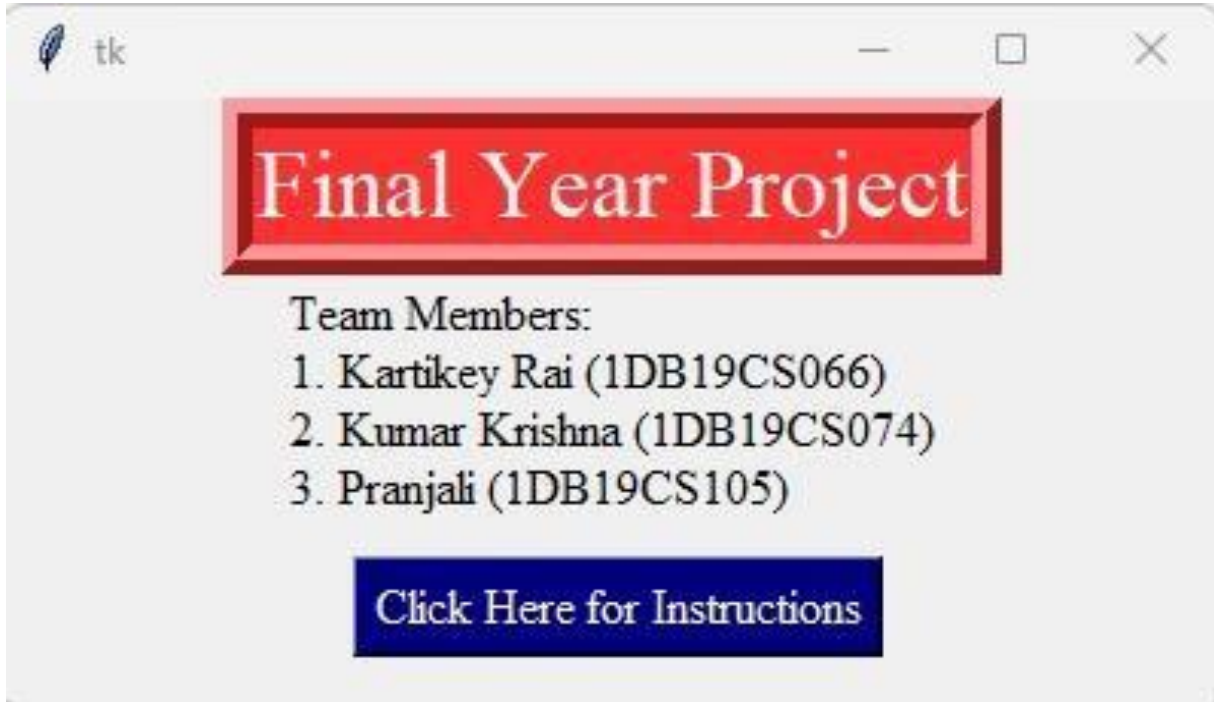 tk
Final Year Project
Team Members:
1. Kartikey Rai (1DB19CS066)
2. Kumar Krishna (1DB19CS074)
3. Pranjali (1DB19CS105)
Click Here for Instructions